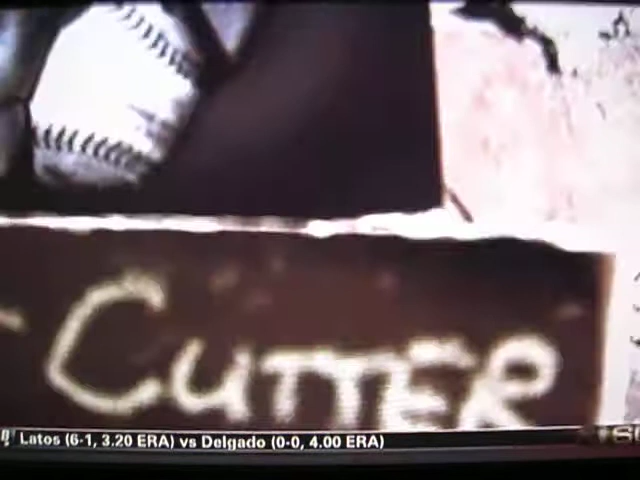 CUTTER
Latos (6-1, 3.20 ERA) vs Delgado (0-0, 4.00 ERA)